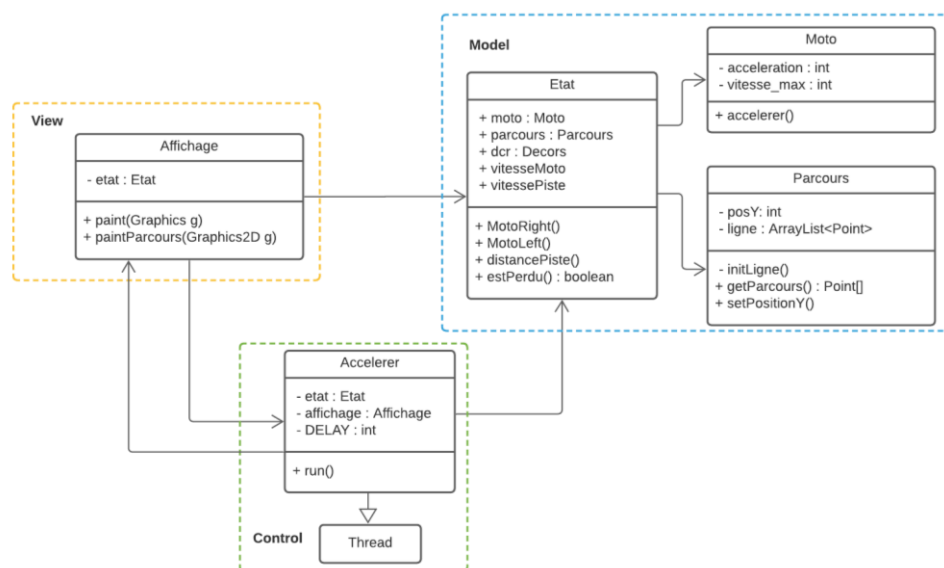 View
Affichage
- etat : Etat
+ paint(Graphics g)
+ paintParcours(Graphics2D g)
Model
Etat
+ moto : Moto
+ parcours : Parcours
+ dcr : Decors
+ vitesseMoto
+ vitessePiste
+ MotoRight()
+ MotoLeft()
+ distancePiste()
+ estPerdu() : boolean
Moto
- acceleration : int
- vitesse_max : int
+ accelerer()
Parcours
- posY: int
- ligne : ArrayList<Point>
- initLigne()
+ getParcours() : Point[]
+ setPositionY()
Accelerer
- etat : Etat
- affichage : Affichage
- DELAY : int
+ run()
Control
Thread